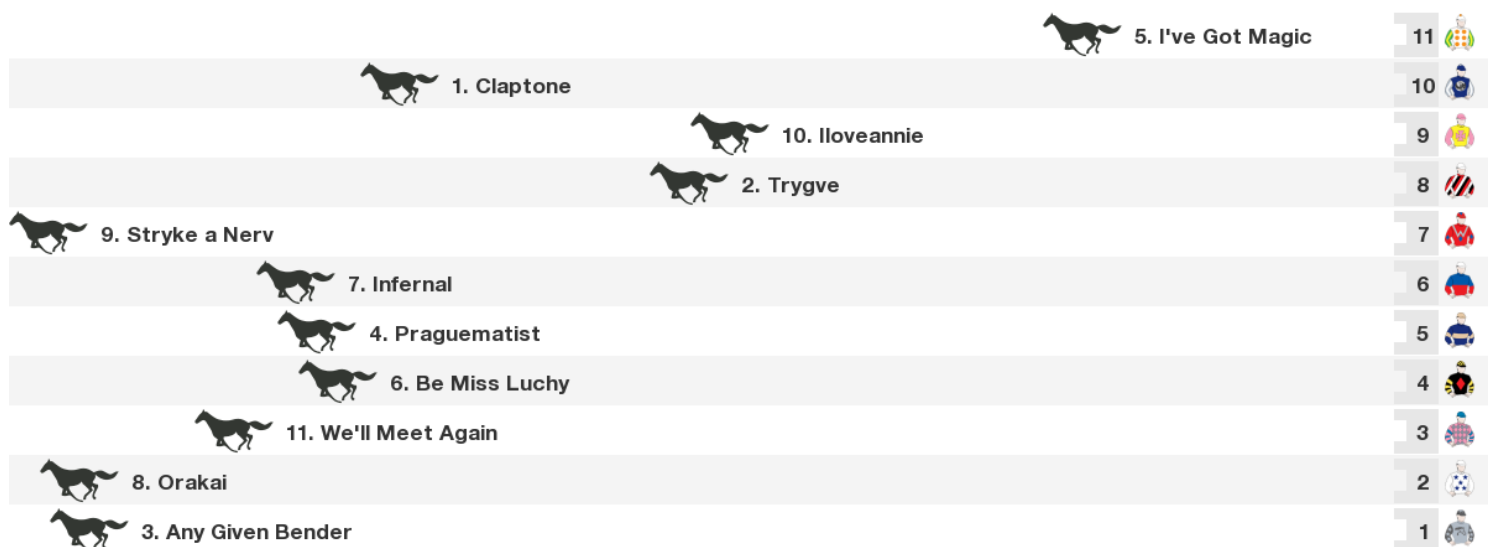 5. I've Got Magic 11
1. Claptone 10
10. Iloveannie 9
2. Trygve 8
9. Stryke a Nerv 7
7. Infernal 6
4. Praguematist 5
6. Be Miss Luchy 4
11. We'll Meet Again 3
8. Orakai 2
3. Any Given Bender 1